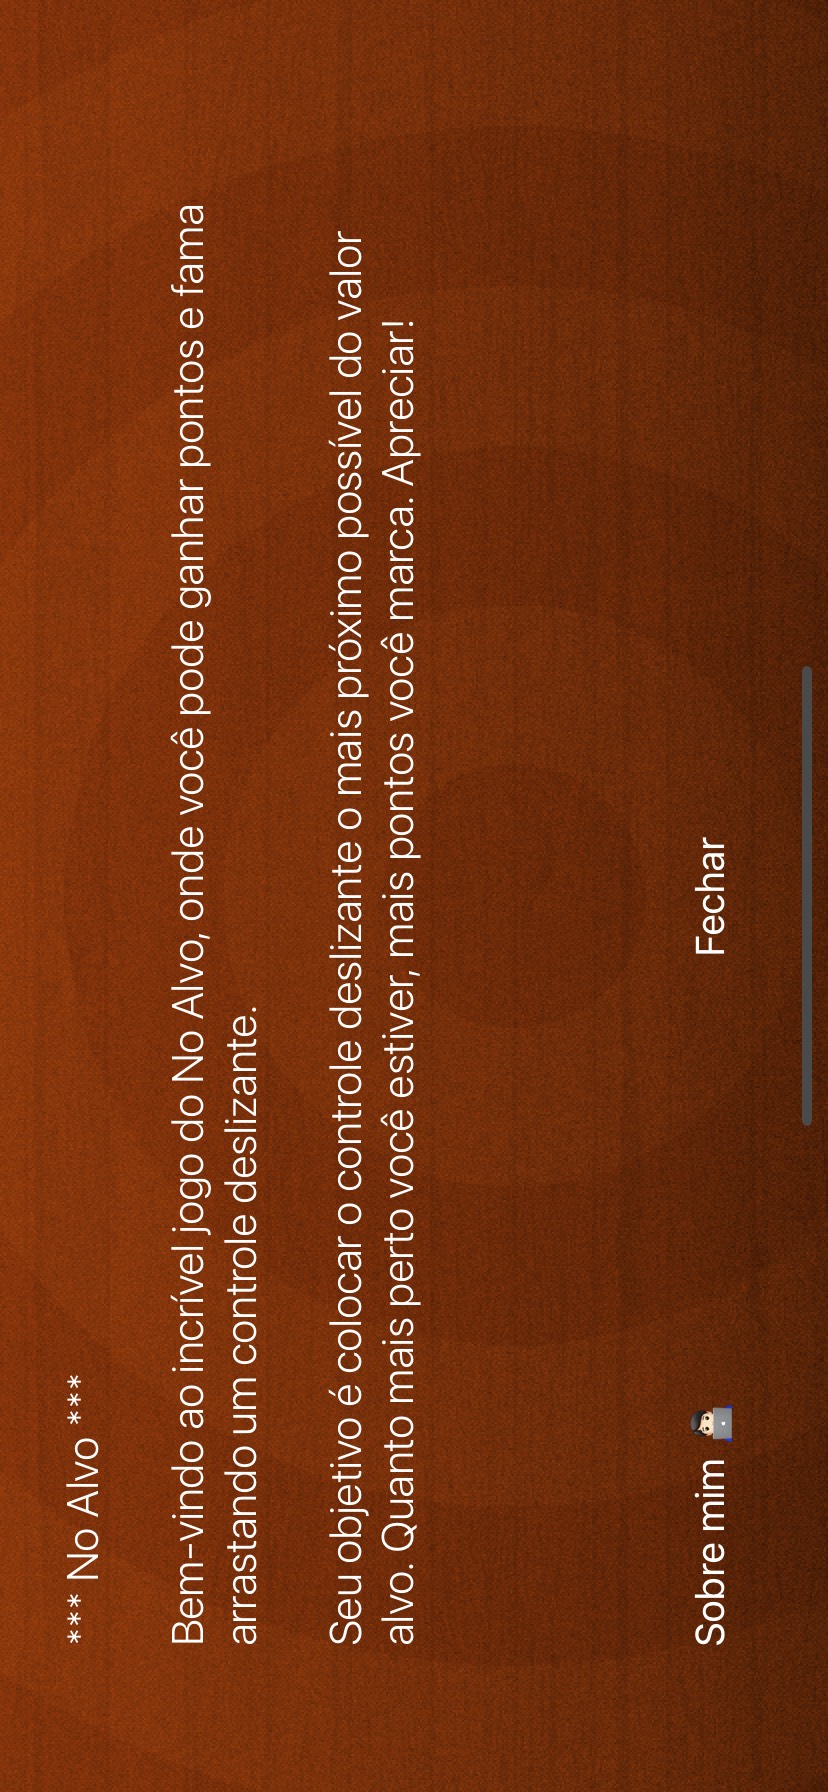 *** No Alvo ***
Bem-vindo ao incrível jogo do No Alvo, onde você pode ganhar pontos e fama
arrastando um controle deslizante.
Seu objetivo é colocar o controle deslizante o mais próximo possível do valor
alvo. Quanto mais perto você estiver, mais pontos você marca. Apreciar!
Sobre mim 🧑🏻‍💻
Fechar